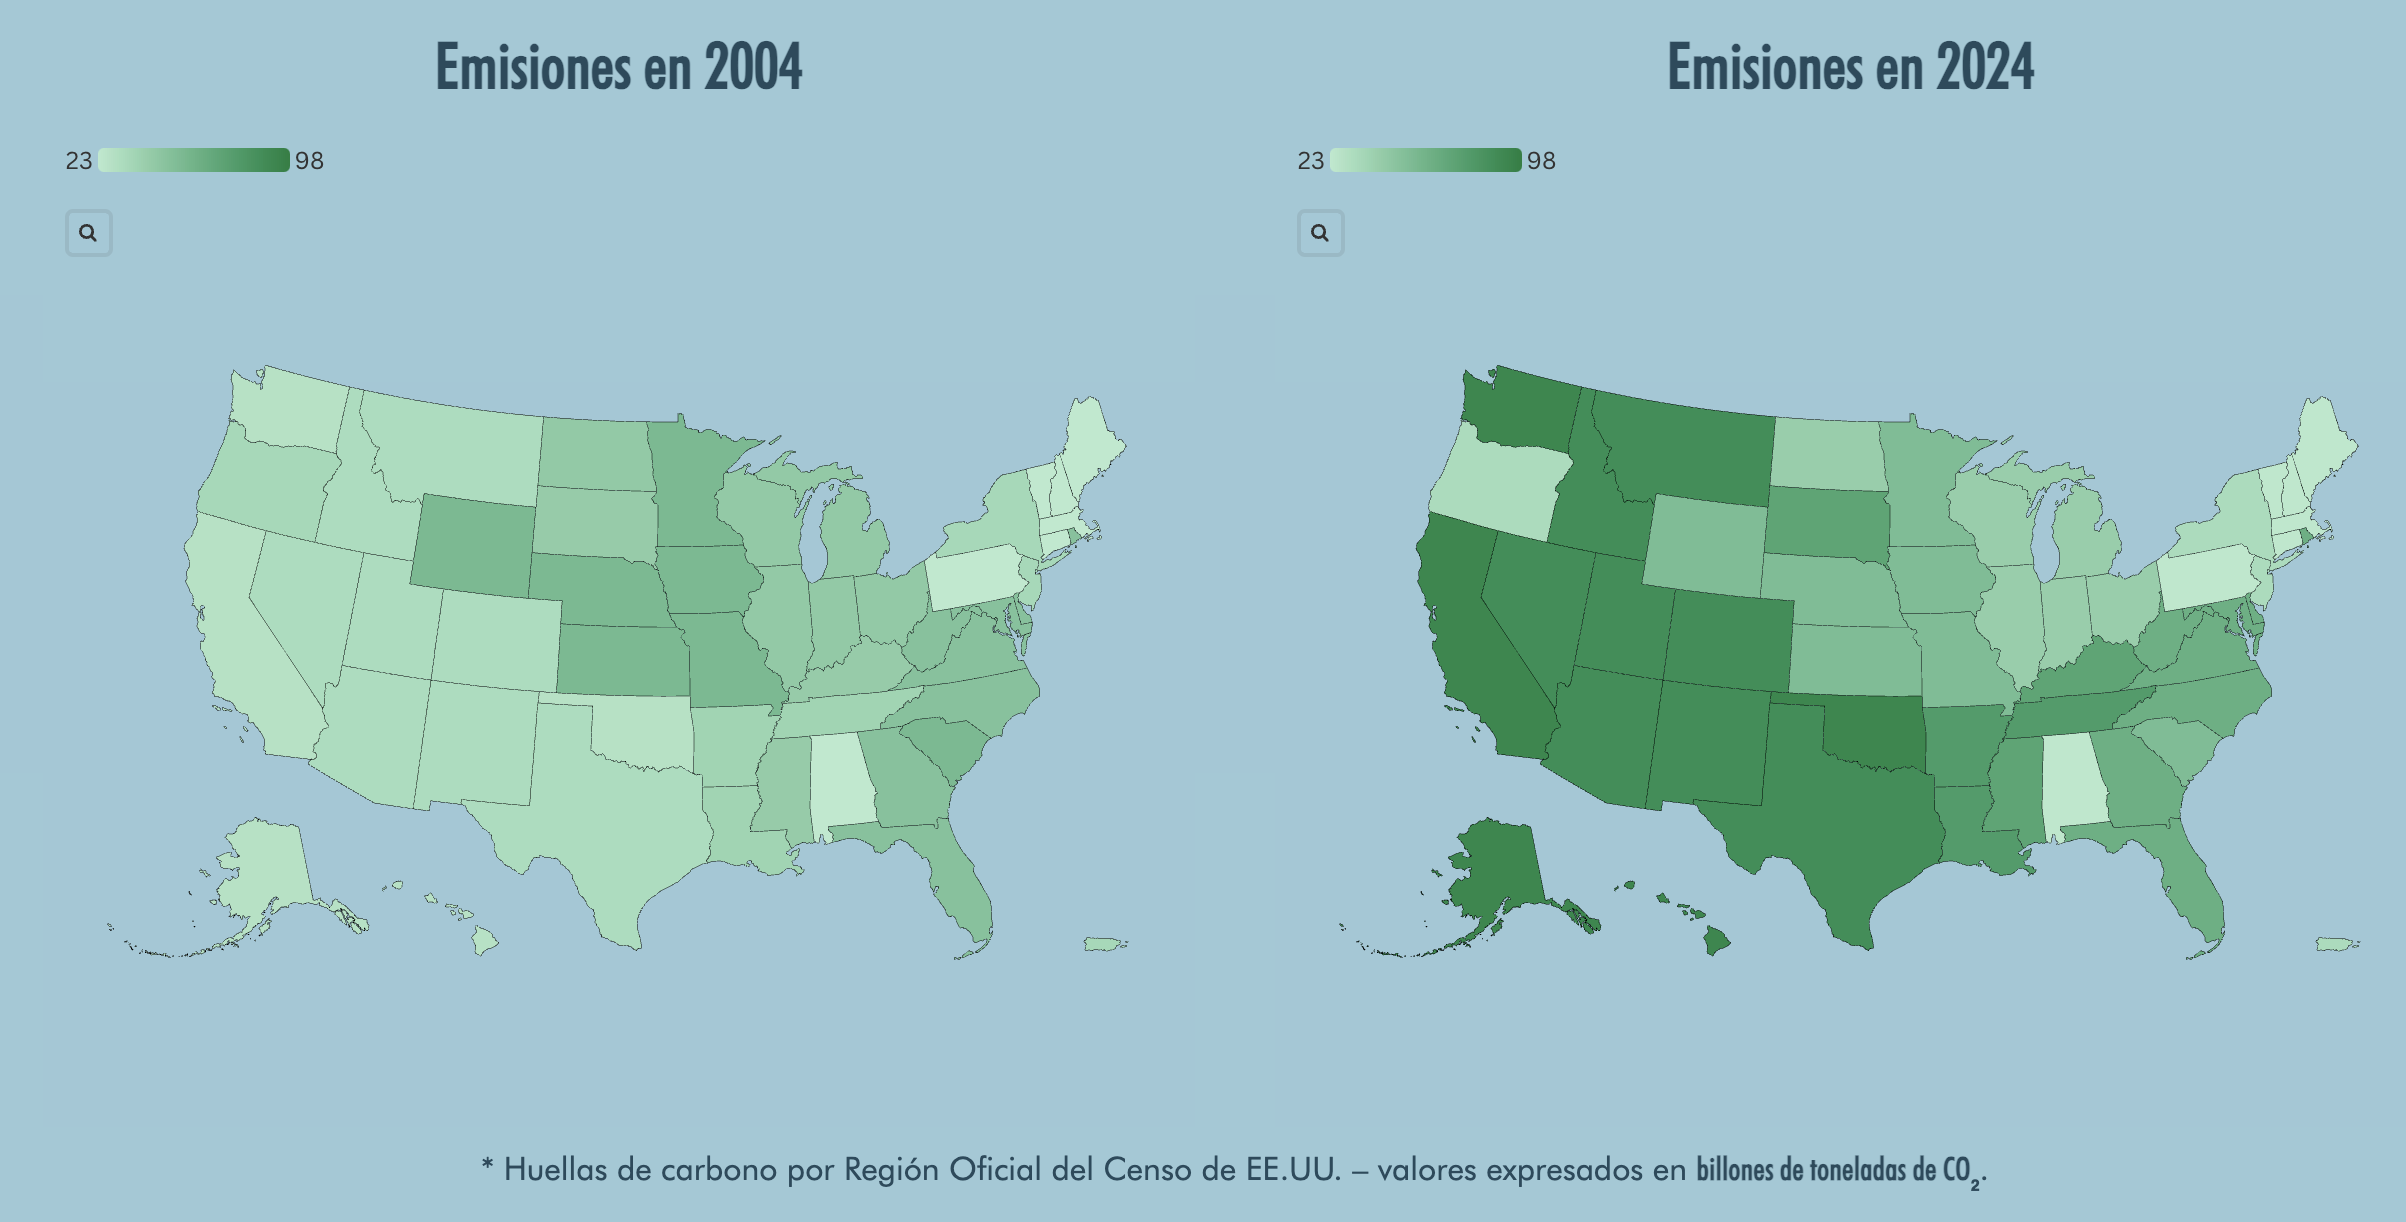 Emisiones en 2004
Emisiones en 2024
23 98
23 98
* Huellas de carbono por Región Oficial del Censo de EE.UU. – valores expresados en billones de toneladas de CO₂.